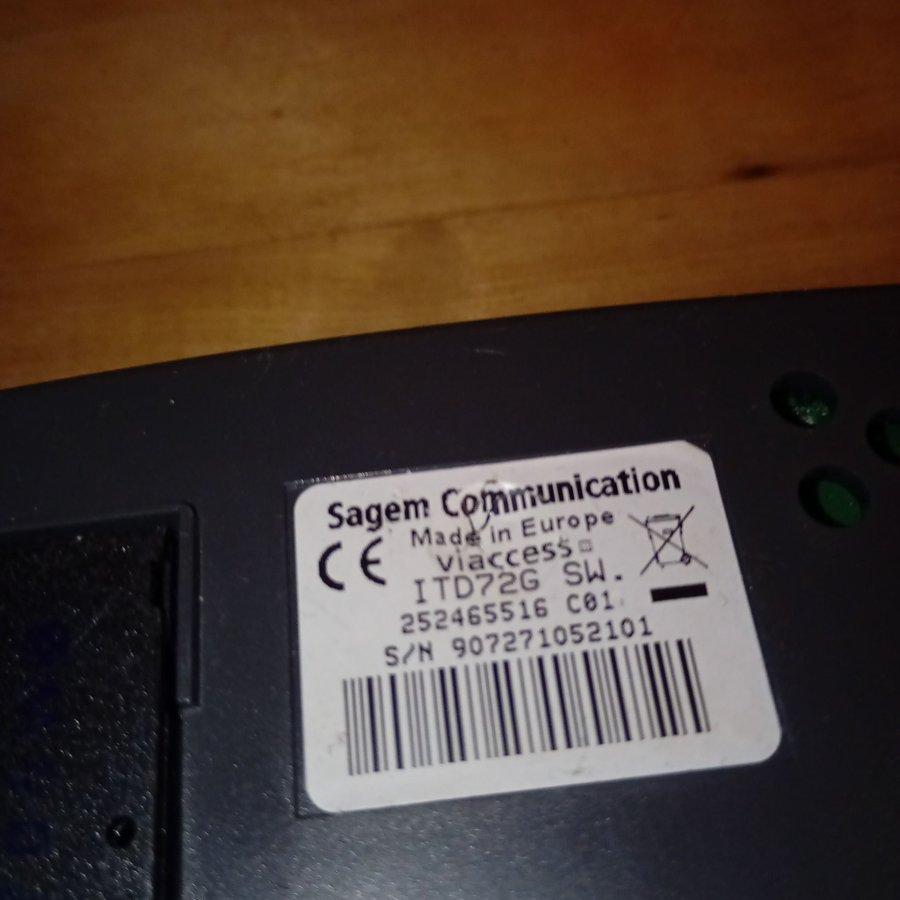 Sagem Communication
Made in Europe
CE
viaccess
ITD72G SW.
252465516 C01
S/N 907271052101